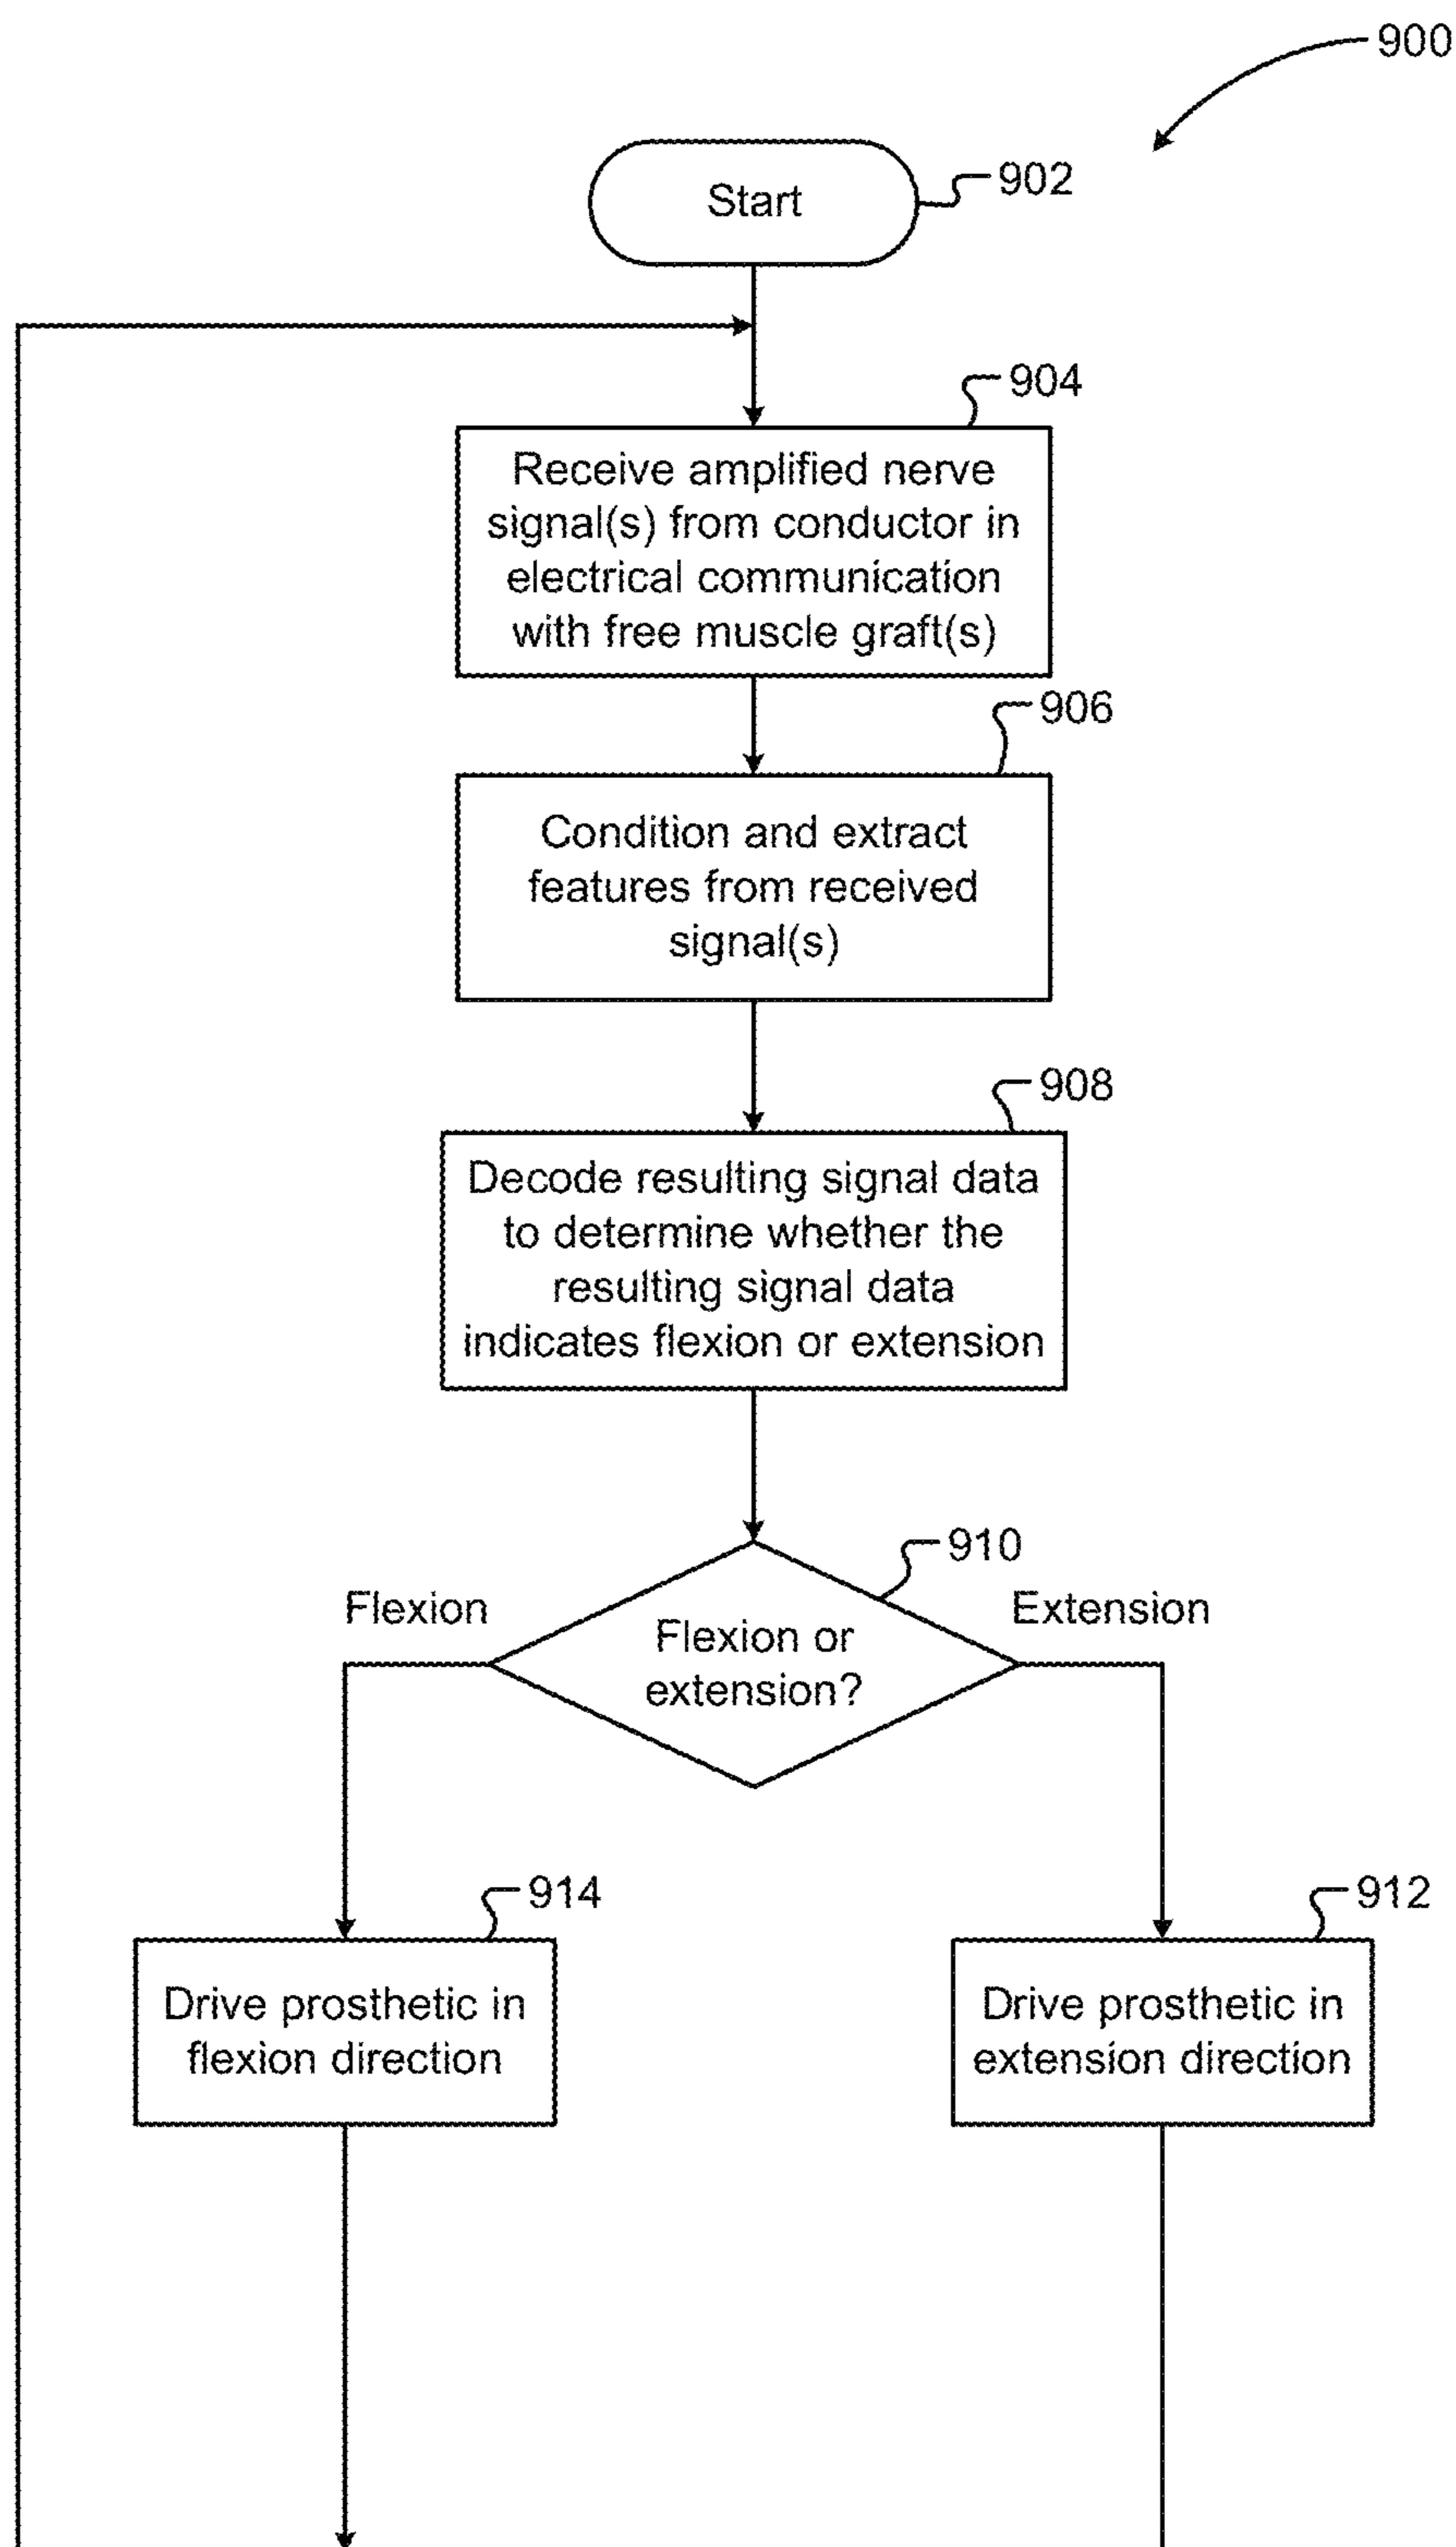 900
Start
902
904
Receive amplified nerve
signal(s) from conductor in
electrical communication
with free muscle graft(s)
906
Condition and extract
features from received
signal(s)
908
Decode resulting signal data
to determine whether the
resulting signal data
indicates flexion or extension
910
Flexion
Extension
Flexion or
extension?
914
912
Drive prosthetic in
flexion direction
Drive prosthetic in
extension direction